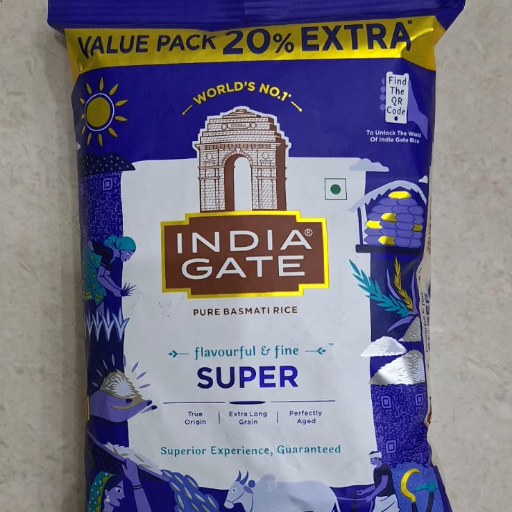 VALUE PACK 20% EXTRA*
WORLD'S NO.1*
Find
The
QR
Code
To Unlock The World
Of India Gate Rice
INDIA®
GATE
PURE BASMATI RICE
flavourful & fine ™
SUPER
True Origin | Extra Long Grain | Perfectly Aged
Superior Experience, Guaranteed